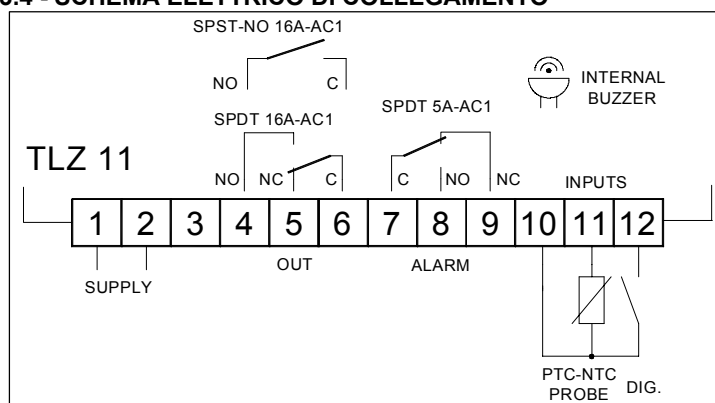 6.4 - SCHEMA ELETTRICO DI COLLEGAMENTO
SPST-NO 16A-AC1
NO
C
INTERNAL
BUZZER
SPDT 16A-AC1
SPDT 5A-AC1
TLZ 11
NO
NC
C
C
NO
NC
INPUTS
1 2 3 4 5 6 7 8 9 10 11 12
SUPPLY
OUT
ALARM
PTC-NTC
PROBE
DIG.